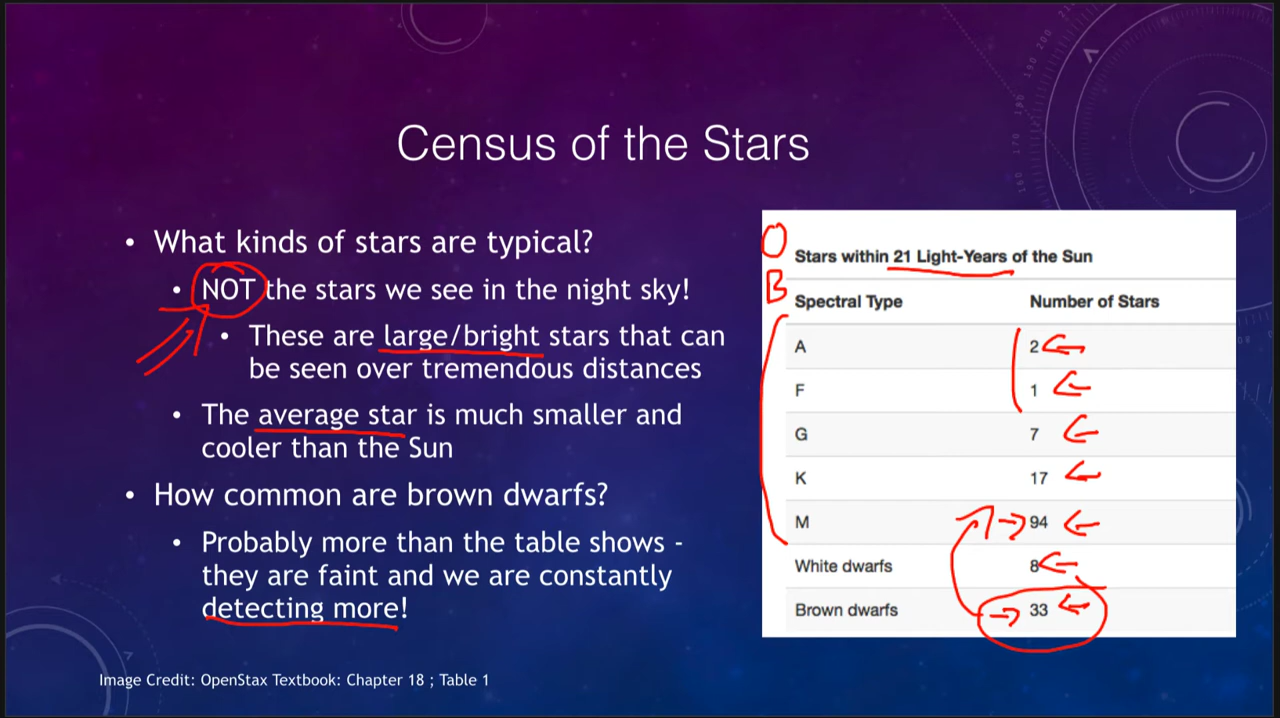 Census of the Stars
• What kinds of stars are typical?
• NOT the stars we see in the night sky!
• These are large/bright stars that can
be seen over tremendous distances
• The average star is much smaller and
cooler than the Sun
• How common are brown dwarfs?
• Probably more than the table shows -
they are faint and we are constantly
detecting more!
Image Credit: OpenStax Textbook: Chapter 18 ; Table 1
O
B
Stars within 21 Light-Years of the Sun
Spectral Type Number of Stars
A 2
F 1
G 7
K 17
M 94
White dwarfs 8
Brown dwarfs 33